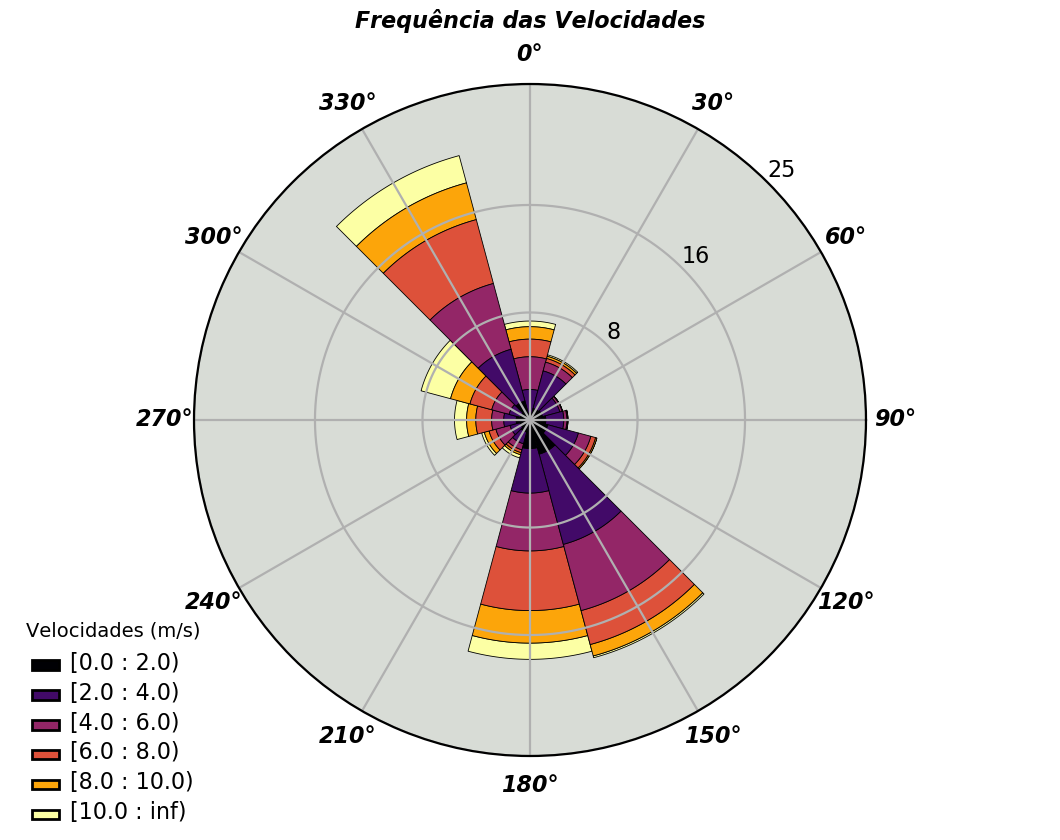 Frequência das Velocidades
0°
330°
30°
25
300°
60°
16
8
270°
90°
240°
120°
210°
150°
180°
Velocidades (m/s)
[0.0 : 2.0)
[2.0 : 4.0)
[4.0 : 6.0)
[6.0 : 8.0)
[8.0 : 10.0)
[10.0 : inf)